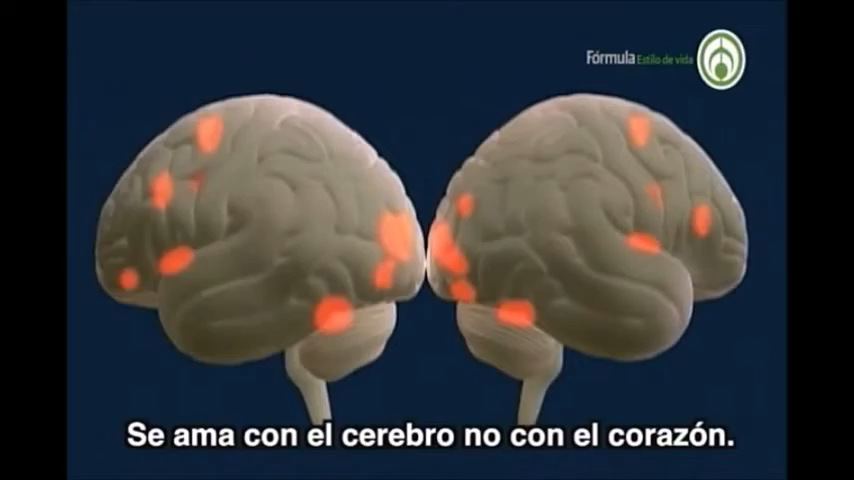 Fórmula Estilo de vida
Se ama con el cerebro no con el corazón.